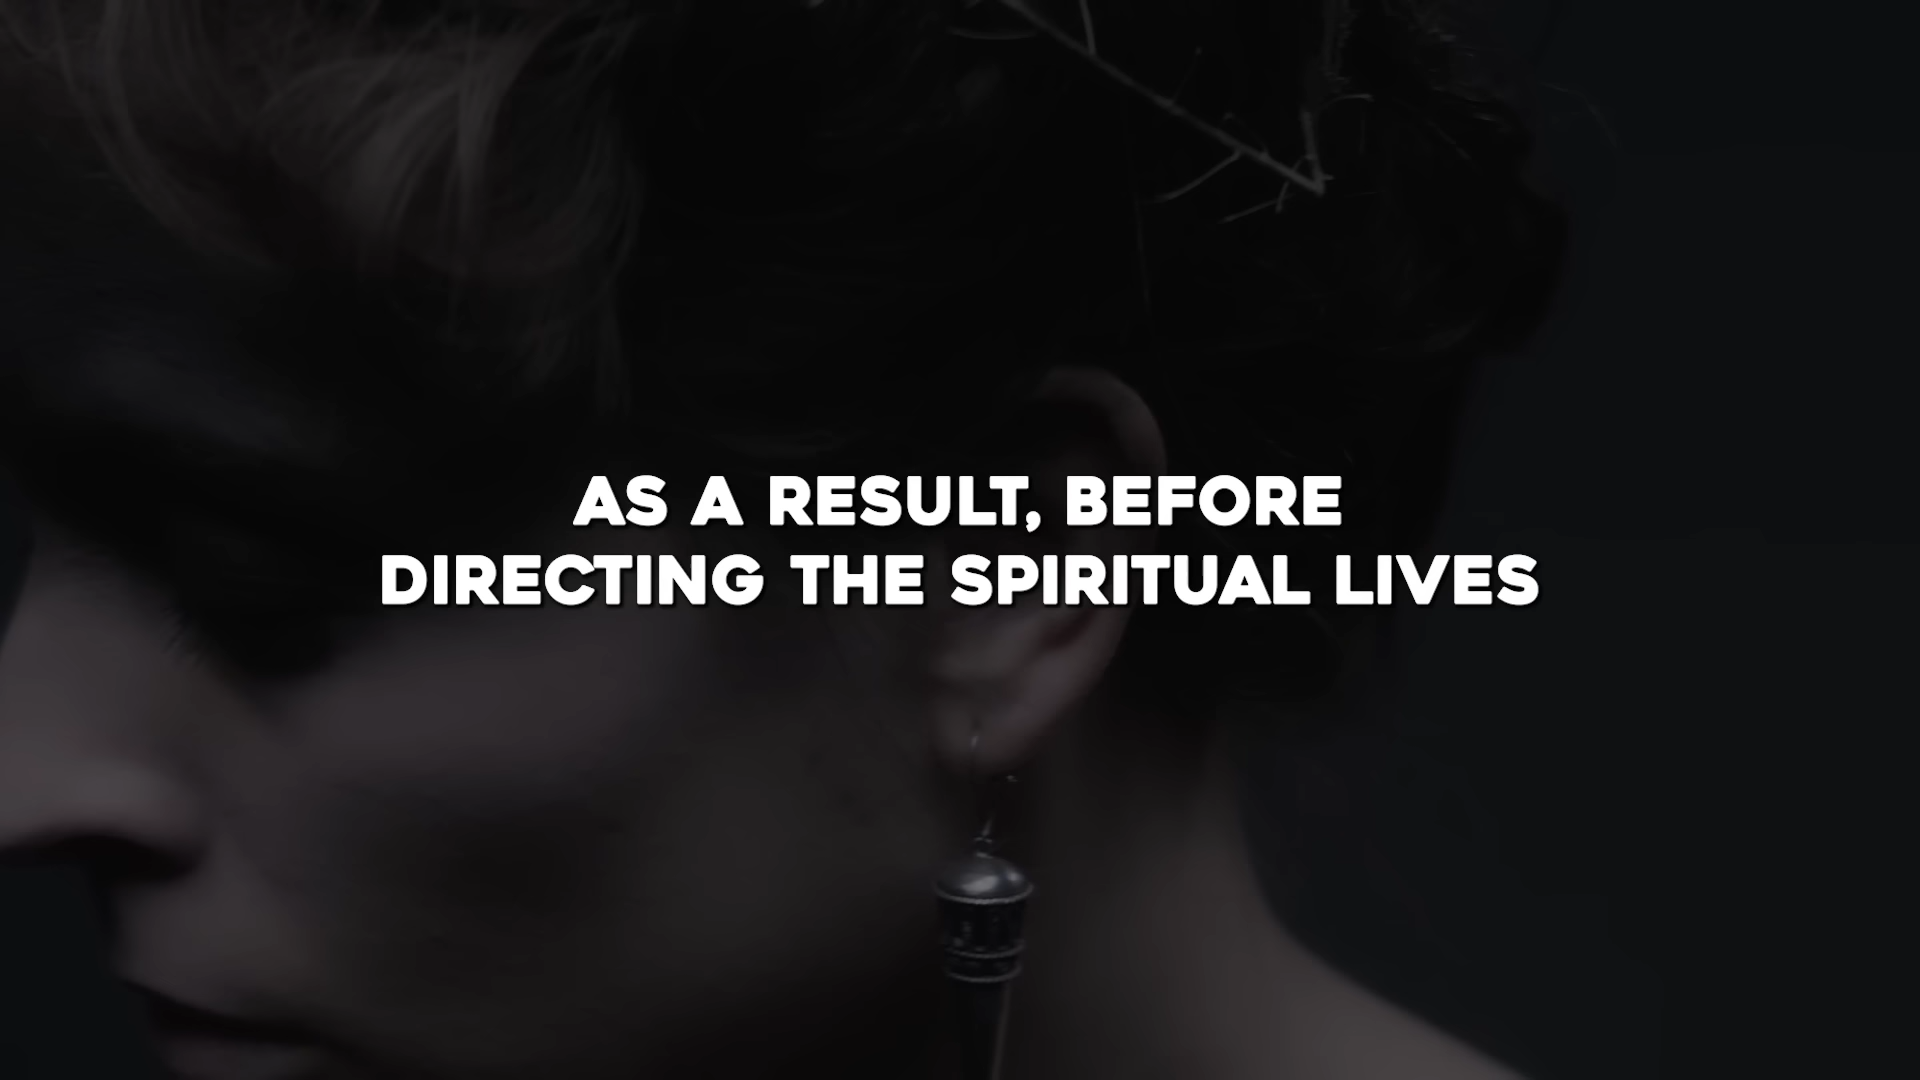 AS A RESULT, BEFORE
DIRECTING THE SPIRITUAL LIVES